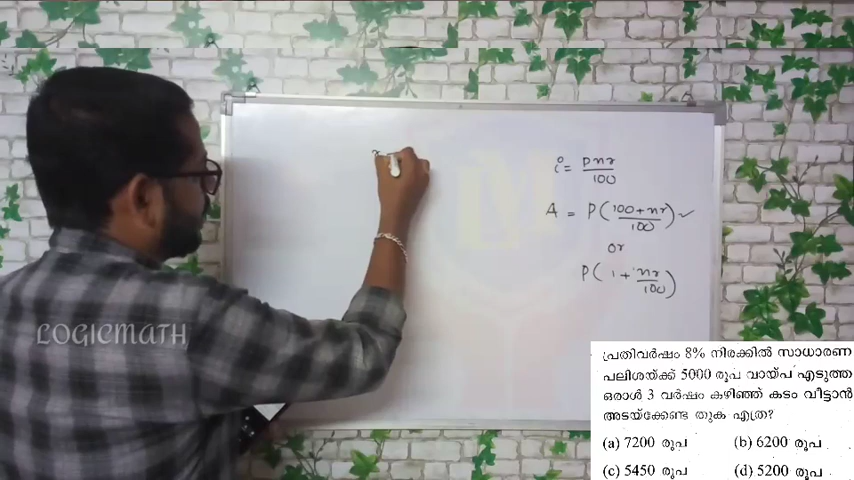 i = pnr/100
A = P(100+nr/100) ✓
or
P(1+nr/100)
LOGICMATH
പ്രതിവർഷം 8% നിരക്കിൽ സാധാരണ
പലിശയ്ക്ക് 5000 രൂപ വായ്പ എടുത്ത
ഒരാൾ 3 വർഷം കഴിഞ്ഞ് കടം വീട്ടാൻ
അടയ്ക്കേണ്ട തുക എത്ര?
(a) 7200 രൂപ (b) 6200 രൂപ
(c) 5450 രൂപ (d) 5200 രൂപ